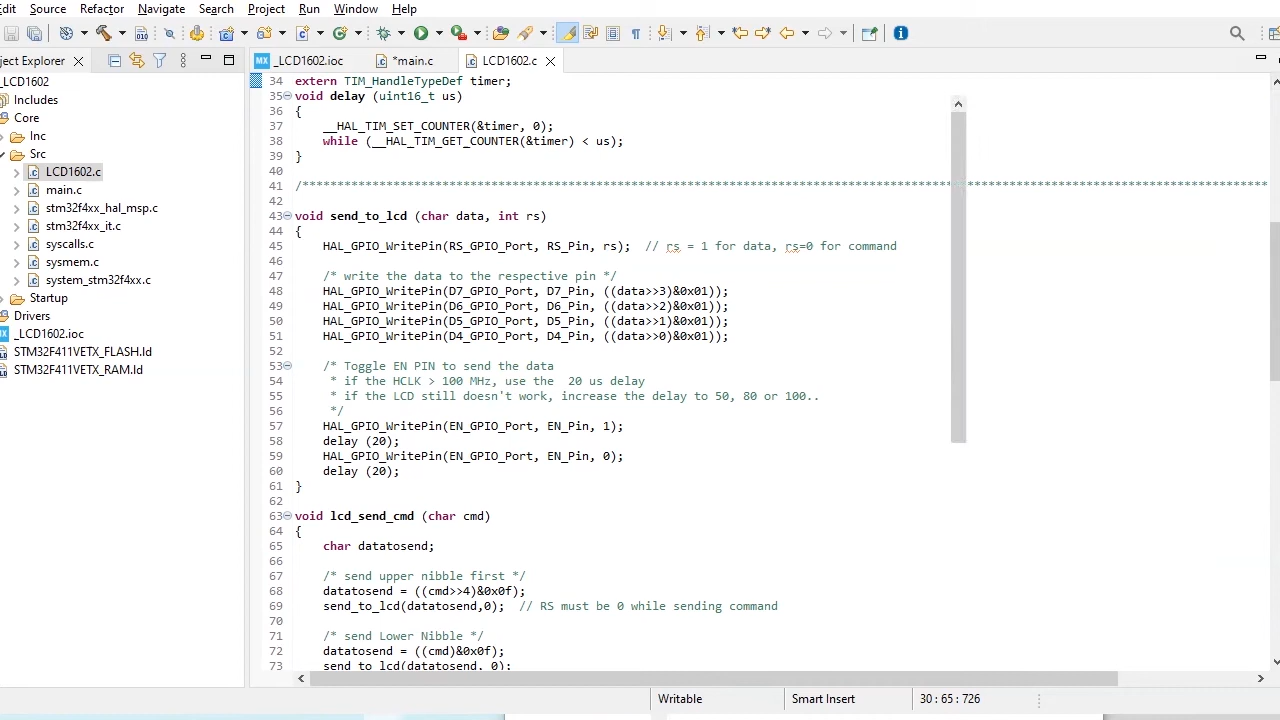 dit Source Refactor Navigate Search Project Run Window Help
ject Explorer
_LCD1602
Includes
Core
Inc
Src
LCD1602.c
main.c
stm32f4xx_hal_msp.c
stm32f4xx_it.c
syscalls.c
sysmem.c
system_stm32f4xx.c
Startup
Drivers
MX _LCD1602.ioc
STM32F411VETX_FLASH.ld
STM32F411VETX_RAM.ld
MX _LCD1602.ioc *main.c LCD1602.c
34 extern TIM_HandleTypeDef timer;
35 void delay (uint16_t us)
36 {
37 __HAL_TIM_SET_COUNTER(&timer, 0);
38 while (__HAL_TIM_GET_COUNTER(&timer) < us);
39 }
40
41 /******************************************************************************************************************************************
42
43 void send_to_lcd (char data, int rs)
44 {
45 HAL_GPIO_WritePin(RS_GPIO_Port, RS_Pin, rs);  // rs = 1 for data, rs=0 for command
46
47 /* write the data to the respective pin */
48 HAL_GPIO_WritePin(D7_GPIO_Port, D7_Pin, ((data>>3)&0x01));
49 HAL_GPIO_WritePin(D6_GPIO_Port, D6_Pin, ((data>>2)&0x01));
50 HAL_GPIO_WritePin(D5_GPIO_Port, D5_Pin, ((data>>1)&0x01));
51 HAL_GPIO_WritePin(D4_GPIO_Port, D4_Pin, ((data>>0)&0x01));
52
53 /* Toggle EN PIN to send the data
54 * if the HCLK > 100 MHz, use the  20 us delay
55 * if the LCD still doesn't work, increase the delay to 50, 80 or 100..
56 */
57 HAL_GPIO_WritePin(EN_GPIO_Port, EN_Pin, 1);
58 delay (20);
59 HAL_GPIO_WritePin(EN_GPIO_Port, EN_Pin, 0);
60 delay (20);
61 }
62
63 void lcd_send_cmd (char cmd)
64 {
65 char datatosend;
66
67 /* send upper nibble first */
68 datatosend = ((cmd>>4)&0x0f);
69 send_to_lcd(datatosend,0);  // RS must be 0 while sending command
70
71 /* send Lower Nibble */
72 datatosend = ((cmd)&0x0f);
73 send_to_lcd(datatosend, 0);
Writable Smart Insert 30 : 65 : 726